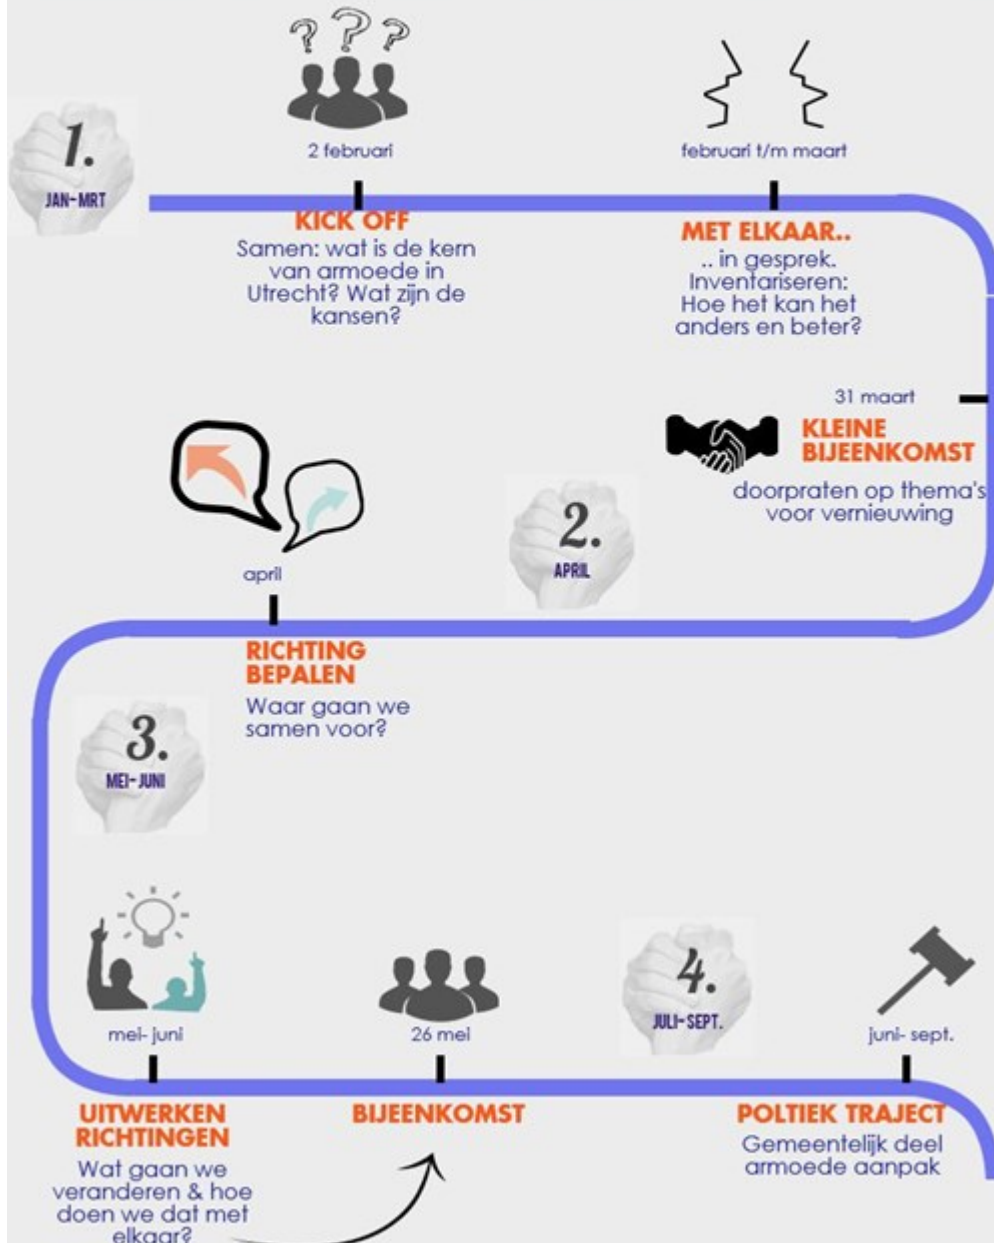 ? ? ?
1.
JAN-MRT
2 februari
KICK OFF
Samen: wat is de kern
van armoede in
Utrecht? Wat zijn de
kansen?
februari t/m maart
MET ELKAAR..
.. in gesprek.
Inventariseren:
Hoe het kan het
anders en beter?
31 maart
KLEINE
BIJEENKOMST
doorpraten op thema's
voor vernieuwing
2.
APRIL
april
RICHTING
BEPALEN
Waar gaan we
samen voor?
3.
MEI-JUNI
mei- juni
UITWERKEN
RICHTINGEN
Wat gaan we
veranderen & hoe
doen we dat met
elkaar?
26 mei
BIJEENKOMST
4.
JULI-SEPT.
juni- sept.
POLTIEK TRAJECT
Gemeentelijk deel
armoede aanpak